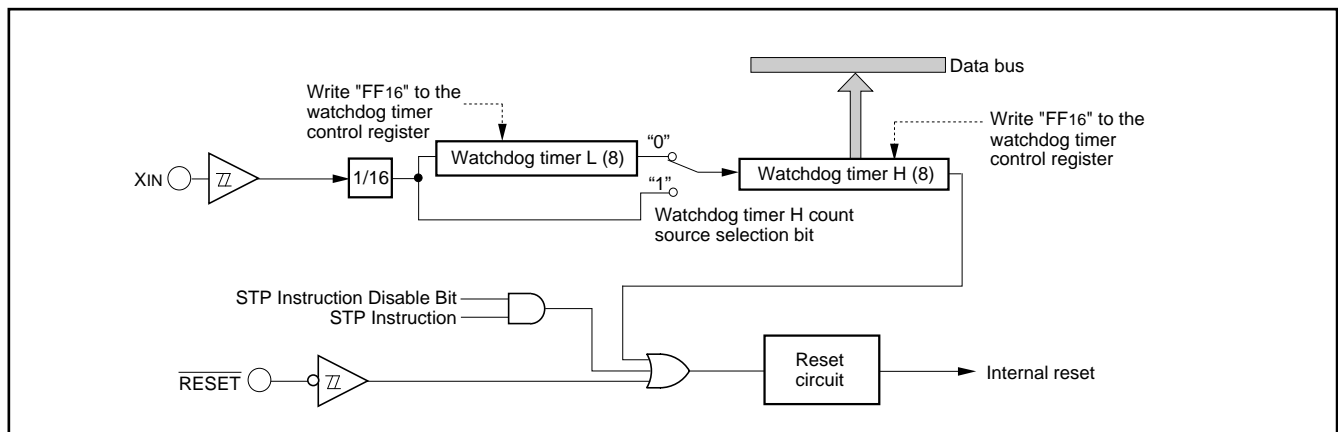 Data bus
Write "FF16" to the
watchdog timer
control register
Write "FF16" to the
watchdog timer
control register
“0”
Watchdog timer L (8)
Watchdog timer H (8)
XIN
1/16
“1”
Watchdog timer H count
source selection bit
STP Instruction Disable Bit
STP Instruction
RESET
Reset
circuit
Internal reset